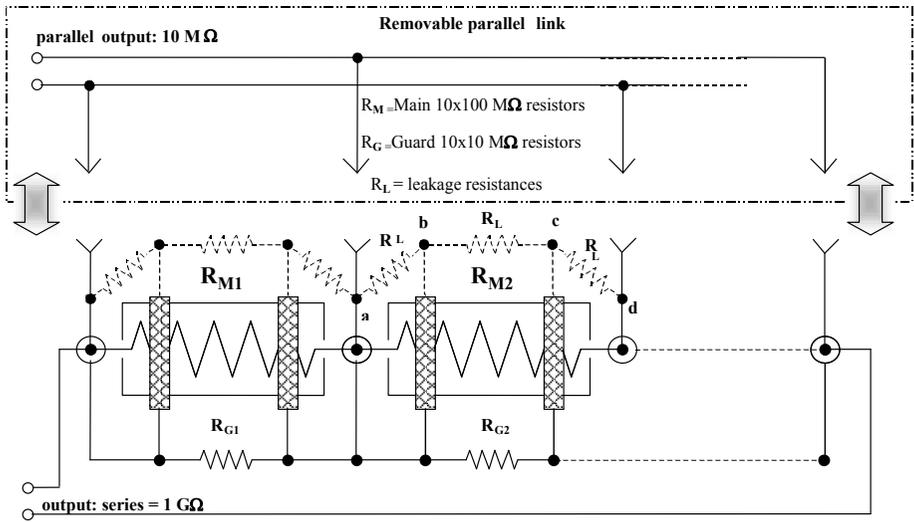 Removable parallel link
parallel output: 10 MΩ
R_M =Main 10x100 MΩ resistors
R_G =Guard 10x10 MΩ resistors
R_L = leakage resistances
b
R_L
c
R_L
R_L
R_M1
R_M2
a
d
R_G1
R_G2
output: series = 1 GΩ